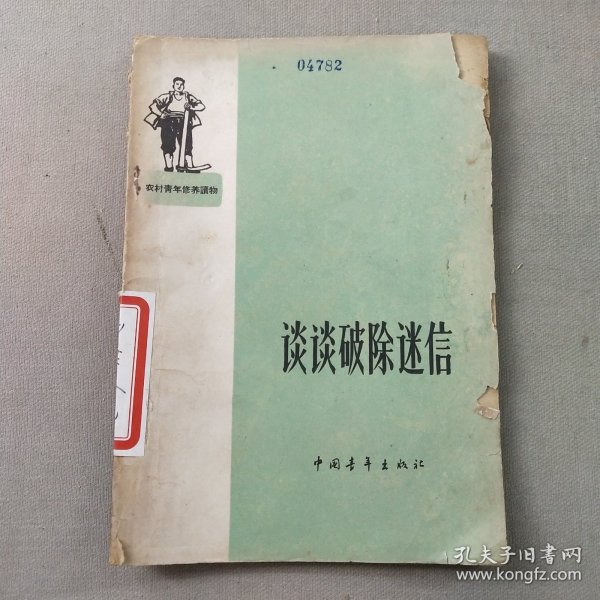 04782
农村青年修养讀物
谈谈破除迷信
中国青年出版社
孔夫子旧书网
www.kongfz.com